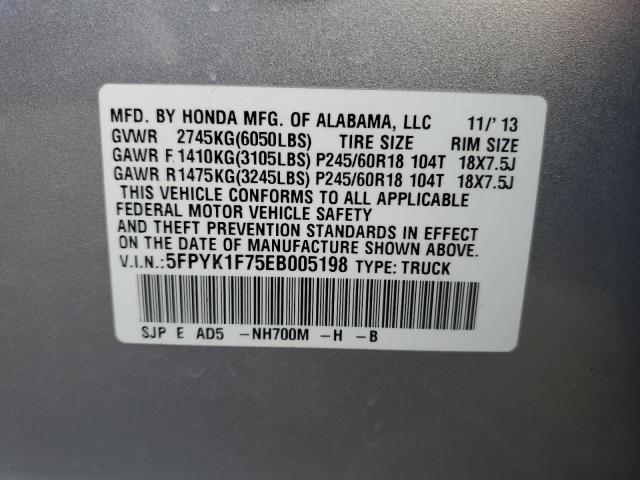 MFD. BY HONDA MFG. OF ALABAMA, LLC 11/' 13
GVWR 2745KG(6050LBS) TIRE SIZE RIM SIZE
GAWR F 1410KG(3105LBS) P245/60R18 104T 18X7.5J
GAWR R 1475KG(3245LBS) P245/60R18 104T 18X7.5J
THIS VEHICLE CONFORMS TO ALL APPLICABLE
FEDERAL MOTOR VEHICLE SAFETY
AND THEFT PREVENTION STANDARDS IN EFFECT
ON THE DATE OF MANUFACTURE SHOWN ABOVE.
V.I.N.:5FPYK1F75EB005198 TYPE: TRUCK
SJP E AD5 -NH700M -H -B